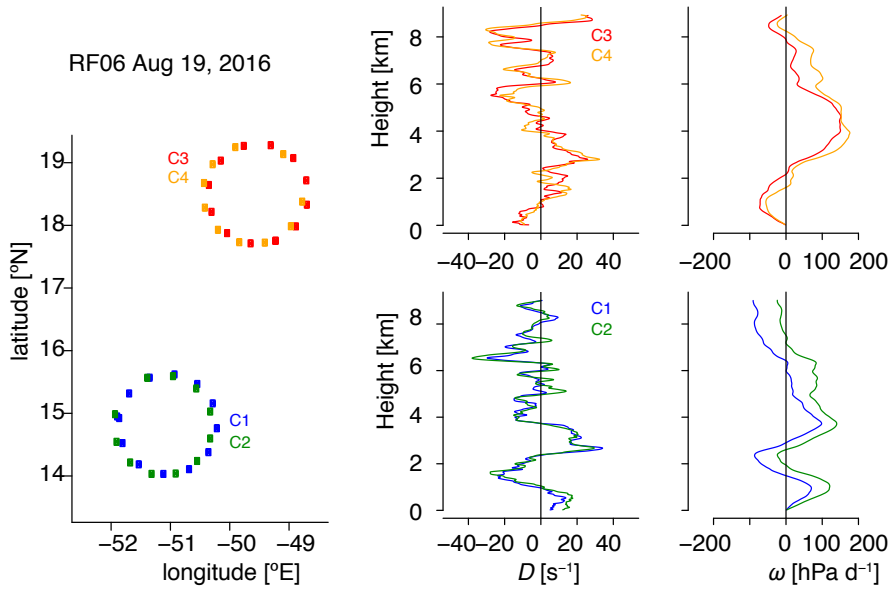 RF06 Aug 19, 2016
latitude [°N]
19
18
17
16
15
14
C3
C4
C1
C2
−52 −51 −50 −49
longitude [°E]
Height [km]
8
6
4
2
0
C3
C4
−40 −20 0 20 40
−200 0 100 200
Height [km]
8
6
4
2
0
C1
C2
−40 −20 0 20 40
D [s⁻¹]
−200 0 100 200
ω [hPa d⁻¹]